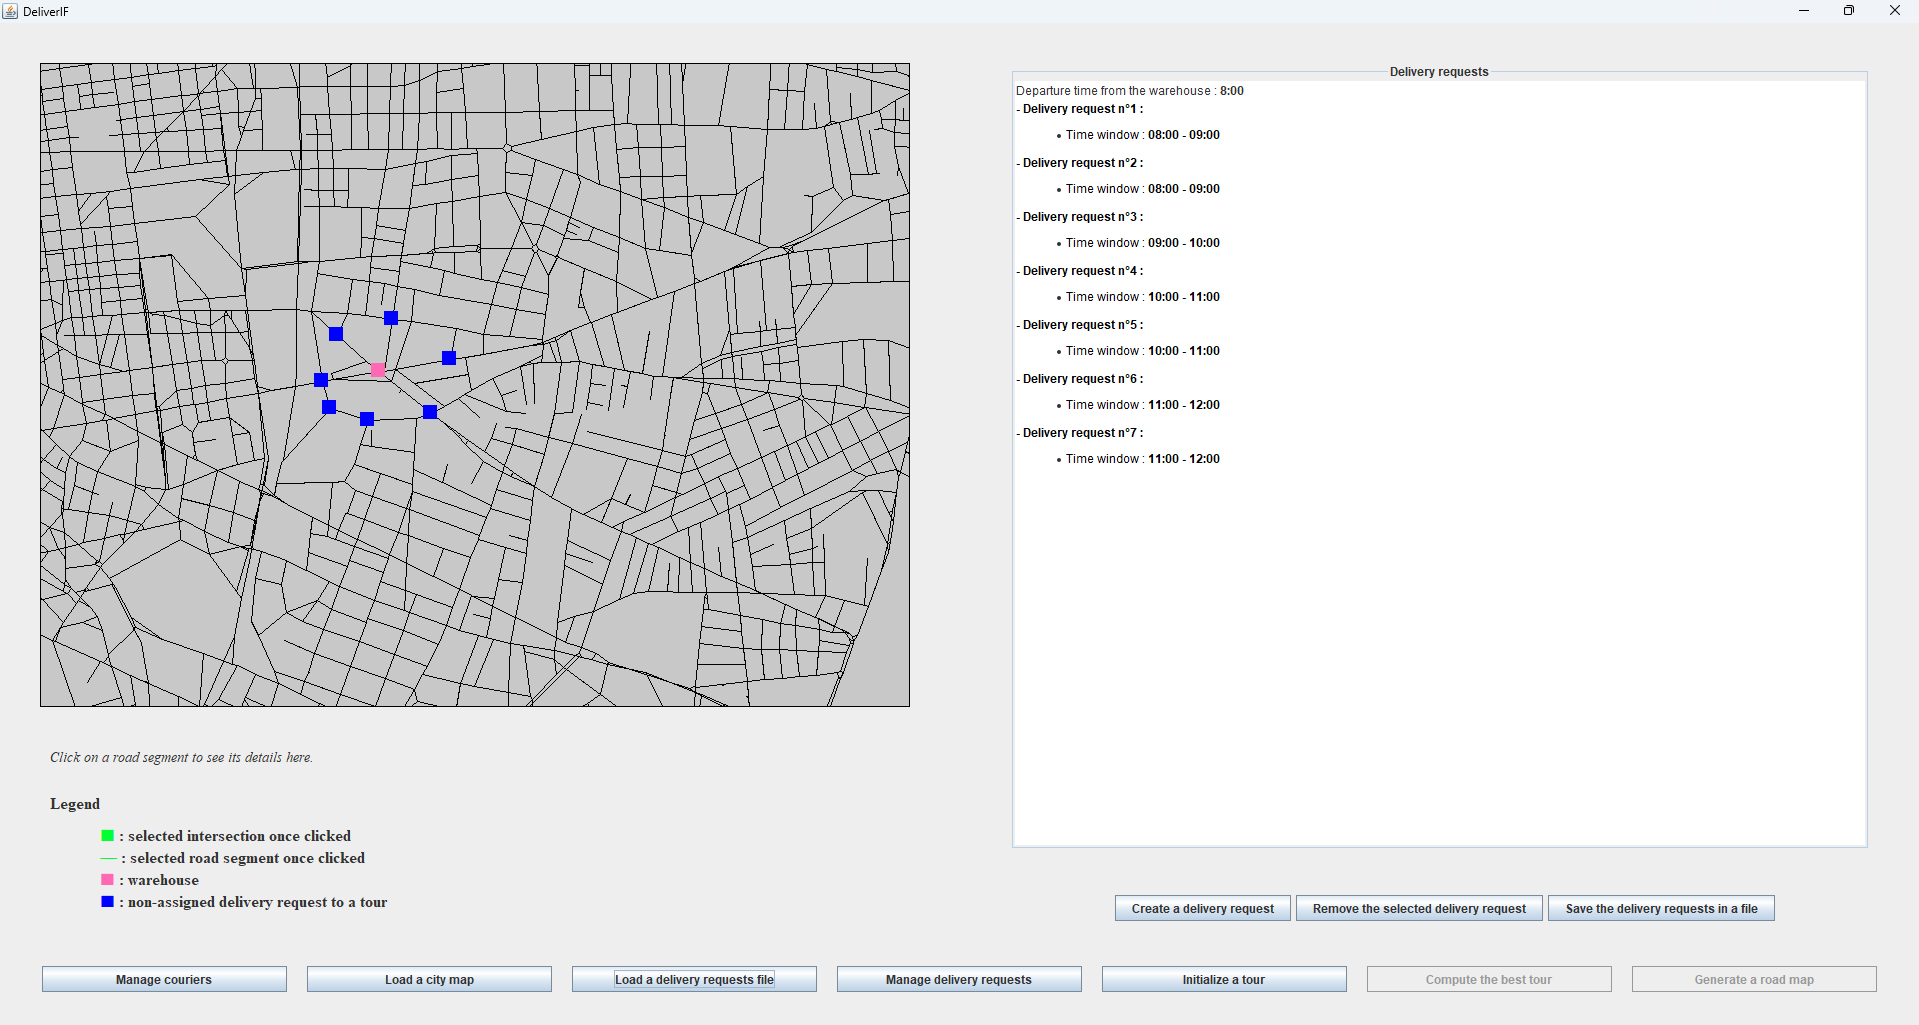 DeliverIF
Delivery requests
Departure time from the warehouse : 8:00
- Delivery request n°1 :
• Time window : 08:00 - 09:00
- Delivery request n°2 :
• Time window : 08:00 - 09:00
- Delivery request n°3 :
• Time window : 09:00 - 10:00
- Delivery request n°4 :
• Time window : 10:00 - 11:00
- Delivery request n°5 :
• Time window : 10:00 - 11:00
- Delivery request n°6 :
• Time window : 11:00 - 12:00
- Delivery request n°7 :
• Time window : 11:00 - 12:00
Click on a road segment to see its details here.
Legend
: selected intersection once clicked
: selected road segment once clicked
: warehouse
: non-assigned delivery request to a tour
Create a delivery request
Remove the selected delivery request
Save the delivery requests in a file
Manage couriers
Load a city map
Load a delivery requests file
Manage delivery requests
Initialize a tour
Compute the best tour
Generate a road map